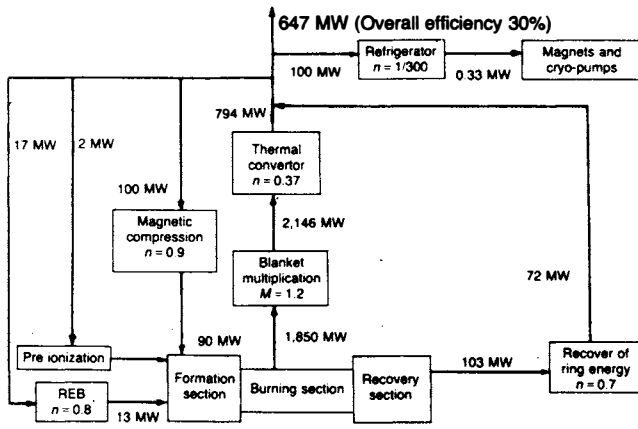 647 MW (Overall efficiency 30%)
Refrigerator
n = 1/300
Magnets and
cryo-pumps
100 MW
0.33 MW
794 MW
17 MW
2 MW
Thermal
convertor
n = 0.37
100 MW
Magnetic
compression
n = 0.9
2,146 MW
Blanket
multiplication
M = 1.2
72 MW
90 MW
1,850 MW
Pre ionization
Formation
section
Burning section
Recovery
section
103 MW
Recover of
ring energy
n = 0.7
REB
n = 0.8
13 MW